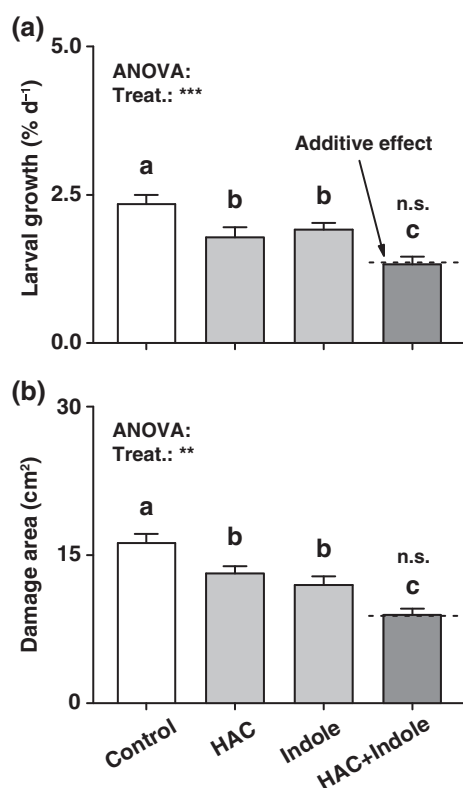 (a)
Larval growth (% d⁻¹)
5.0
2.5
0.0
ANOVA:
Treat.: ***
Additive effect
a
b
b
n.s.
c
(b)
Damage area (cm²)
30
15
0
ANOVA:
Treat.: **
a
b
b
n.s.
c
Control
HAC
Indole
HAC+Indole